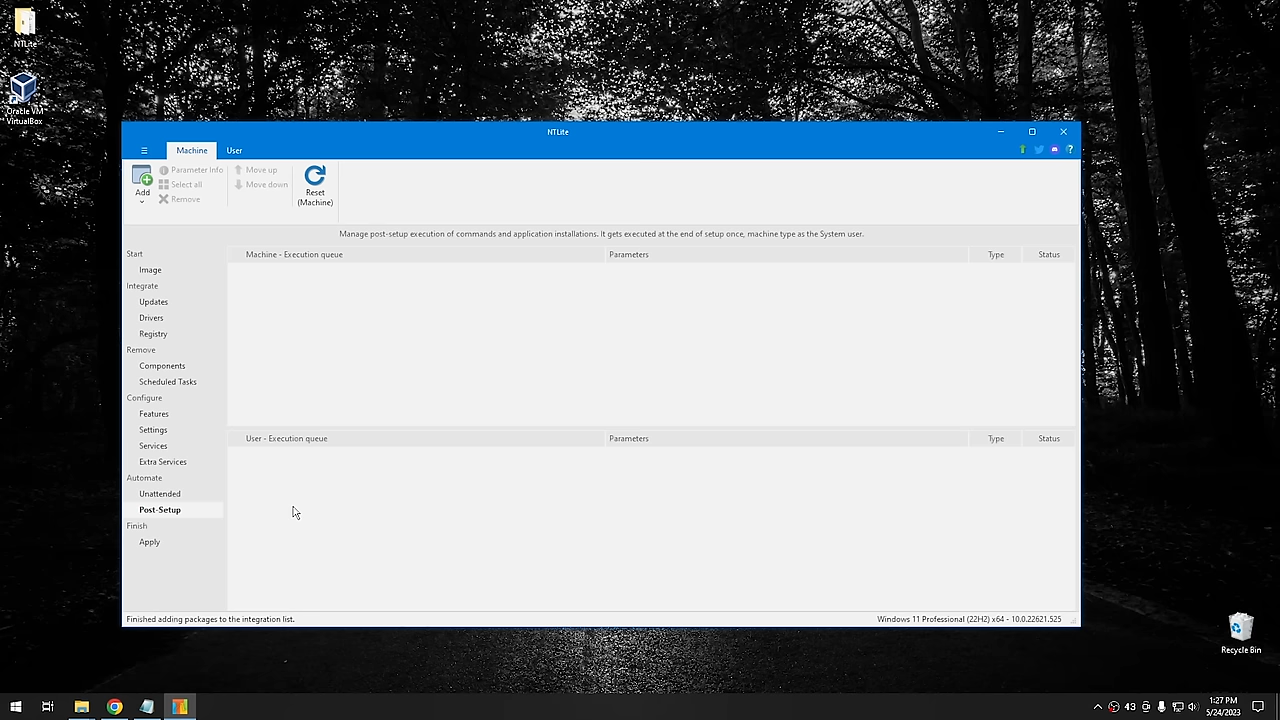 NTLite
Oracle VM
VirtualBox
NTLite
Machine
User
Add
Parameter Info
Select all
Remove
Move up
Move down
Reset
(Machine)
Manage post-setup execution of commands and application installations. It gets executed at the end of setup once, machine type as the System user.
Start
Image
Integrate
Updates
Drivers
Registry
Remove
Components
Scheduled Tasks
Configure
Features
Settings
Services
Extra Services
Automate
Unattended
Post-Setup
Finish
Apply
Machine - Execution queue Parameters Type Status
User - Execution queue Parameters Type Status
Finished adding packages to the integration list.
Windows 11 Professional (22H2) x64 - 10.0.22621.525
Recycle Bin
43
1:27 PM
5/24/2023